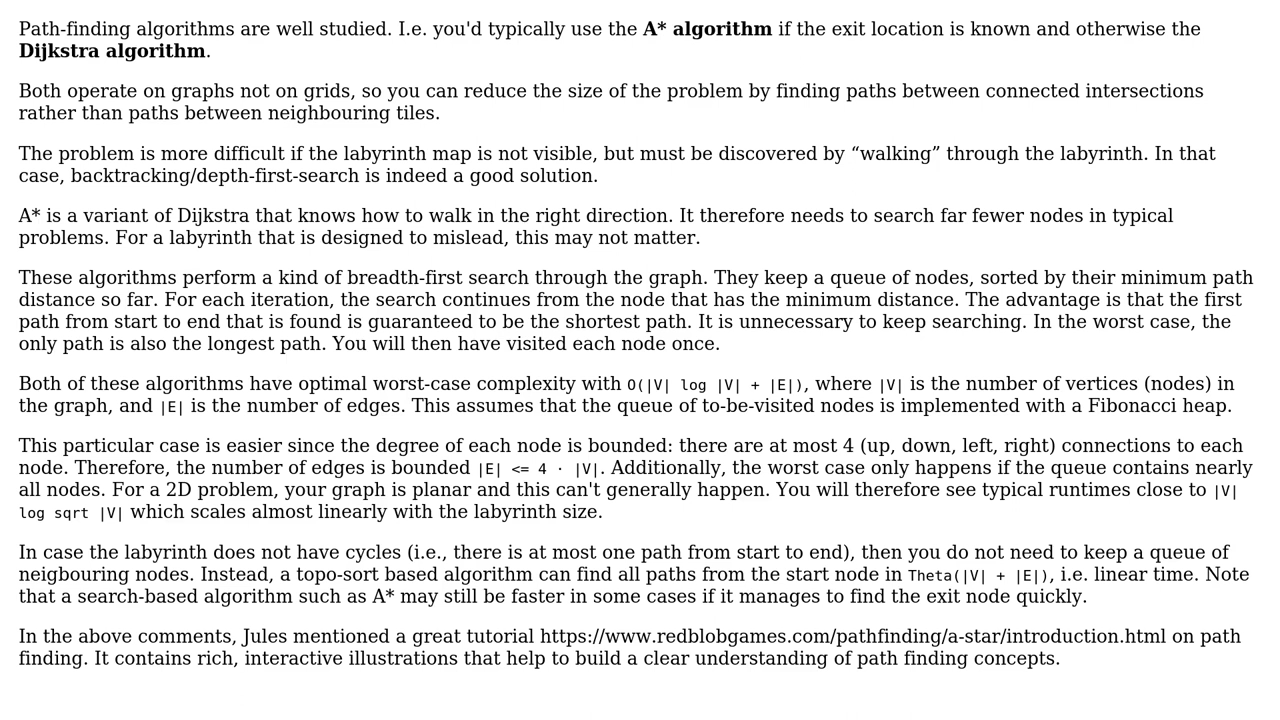 Path-finding algorithms are well studied. I.e. you'd typically use the A* algorithm if the exit location is known and otherwise the
Dijkstra algorithm.
Both operate on graphs not on grids, so you can reduce the size of the problem by finding paths between connected intersections
rather than paths between neighbouring tiles.
The problem is more difficult if the labyrinth map is not visible, but must be discovered by “walking” through the labyrinth. In that
case, backtracking/depth-first-search is indeed a good solution.
A* is a variant of Dijkstra that knows how to walk in the right direction. It therefore needs to search far fewer nodes in typical
problems. For a labyrinth that is designed to mislead, this may not matter.
These algorithms perform a kind of breadth-first search through the graph. They keep a queue of nodes, sorted by their minimum path
distance so far. For each iteration, the search continues from the node that has the minimum distance. The advantage is that the first
path from start to end that is found is guaranteed to be the shortest path. It is unnecessary to keep searching. In the worst case, the
only path is also the longest path. You will then have visited each node once.
Both of these algorithms have optimal worst-case complexity with O(|V| log |V| + |E|), where |V| is the number of vertices (nodes) in
the graph, and |E| is the number of edges. This assumes that the queue of to-be-visited nodes is implemented with a Fibonacci heap.
This particular case is easier since the degree of each node is bounded: there are at most 4 (up, down, left, right) connections to each
node. Therefore, the number of edges is bounded |E| <= 4 · |V|. Additionally, the worst case only happens if the queue contains nearly
all nodes. For a 2D problem, your graph is planar and this can't generally happen. You will therefore see typical runtimes close to |V|
log sqrt |V| which scales almost linearly with the labyrinth size.
In case the labyrinth does not have cycles (i.e., there is at most one path from start to end), then you do not need to keep a queue of
neigbouring nodes. Instead, a topo-sort based algorithm can find all paths from the start node in Theta(|V| + |E|), i.e. linear time. Note
that a search-based algorithm such as A* may still be faster in some cases if it manages to find the exit node quickly.
In the above comments, Jules mentioned a great tutorial https://www.redblobgames.com/pathfinding/a-star/introduction.html on path
finding. It contains rich, interactive illustrations that help to build a clear understanding of path finding concepts.